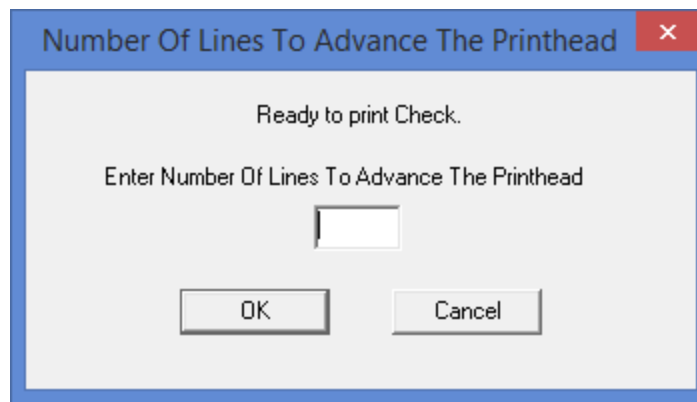 Number Of Lines To Advance The Printhead
Ready to print Check.
Enter Number Of Lines To Advance The Printhead
OK
Cancel